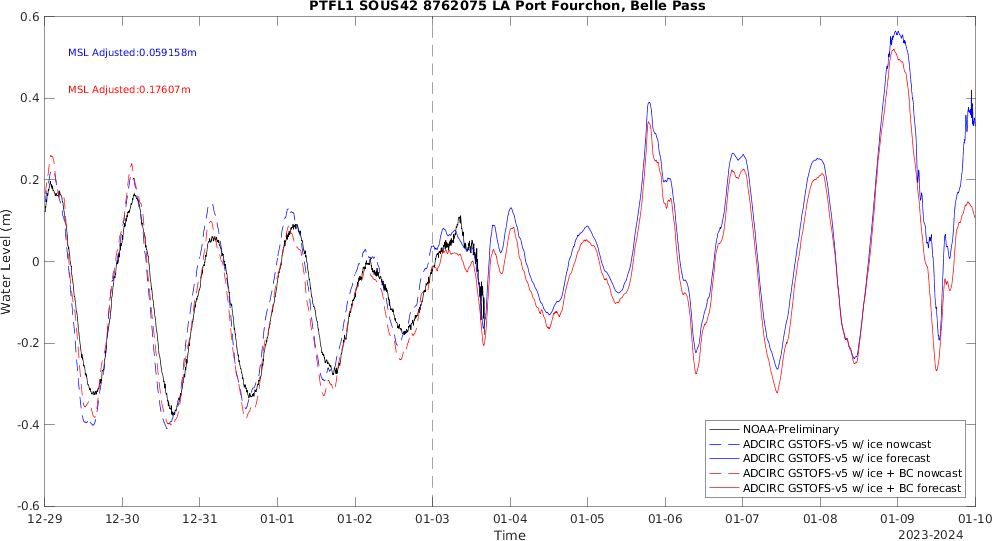 PTFL1 SOUS42 8762075 LA Port Fourchon, Belle Pass
MSL Adjusted:0.059158m
MSL Adjusted:0.17607m
Water Level (m)
0.6
0.4
0.2
0
-0.2
-0.4
-0.6
NOAA-Preliminary
ADCIRC GSTOFS-v5 w/ ice nowcast
ADCIRC GSTOFS-v5 w/ ice forecast
ADCIRC GSTOFS-v5 w/ ice + BC nowcast
ADCIRC GSTOFS-v5 w/ ice + BC forecast
12-29 12-30 12-31 01-01 01-02 01-03 01-04 01-05 01-06 01-07 01-08 01-09 01-10
Time
2023-2024